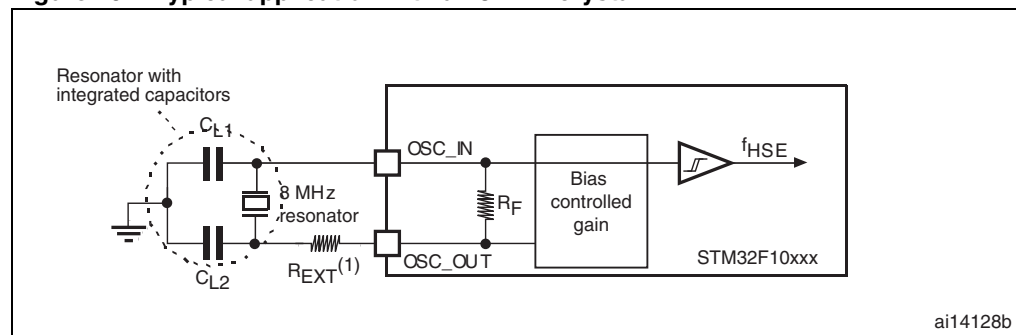 Resonator with
integrated capacitors
CL1
OSC_IN
fHSE
8 MHz
resonator
RF
Bias
controlled
gain
REXT(1)
OSC_OUT
STM32F10xxx
CL2
ai14128b